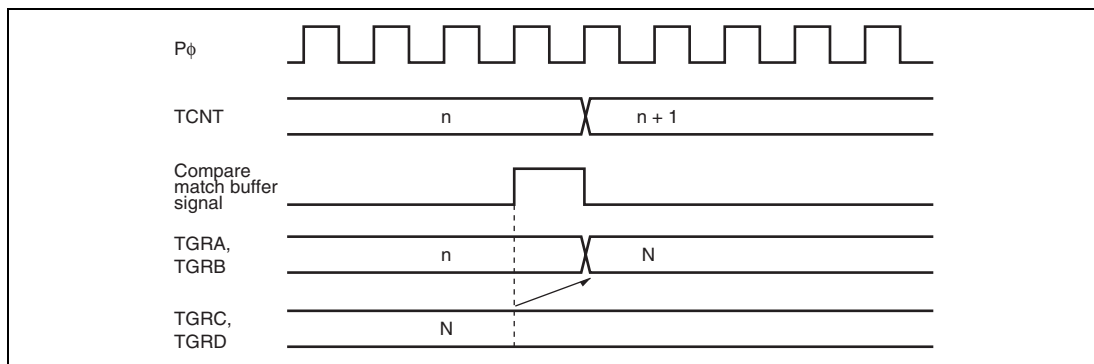 Pϕ
TCNT
n
n + 1
Compare
match buffer
signal
TGRA,
TGRB
n
N
TGRC,
TGRD
N